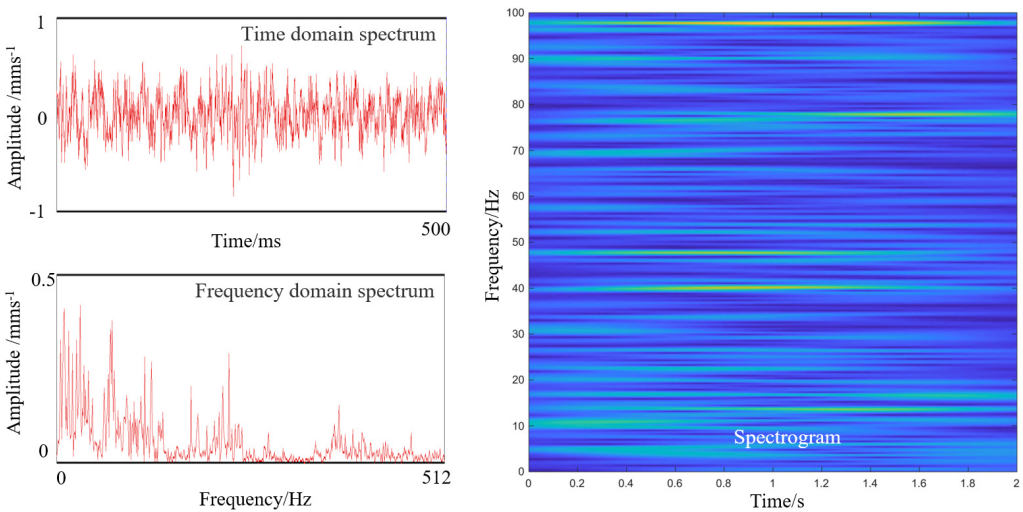 1
Time domain spectrum
Amplitude /mms-1
0
-1
500
Time/ms
0.5
Frequency domain spectrum
Amplitude /mms-1
0
0
512
Frequency/Hz
100
90
80
70
60
50
40
30
20
10
0
Frequency/Hz
Spectrogram
0 0.2 0.4 0.6 0.8 1 1.2 1.4 1.6 1.8 2
Time/s